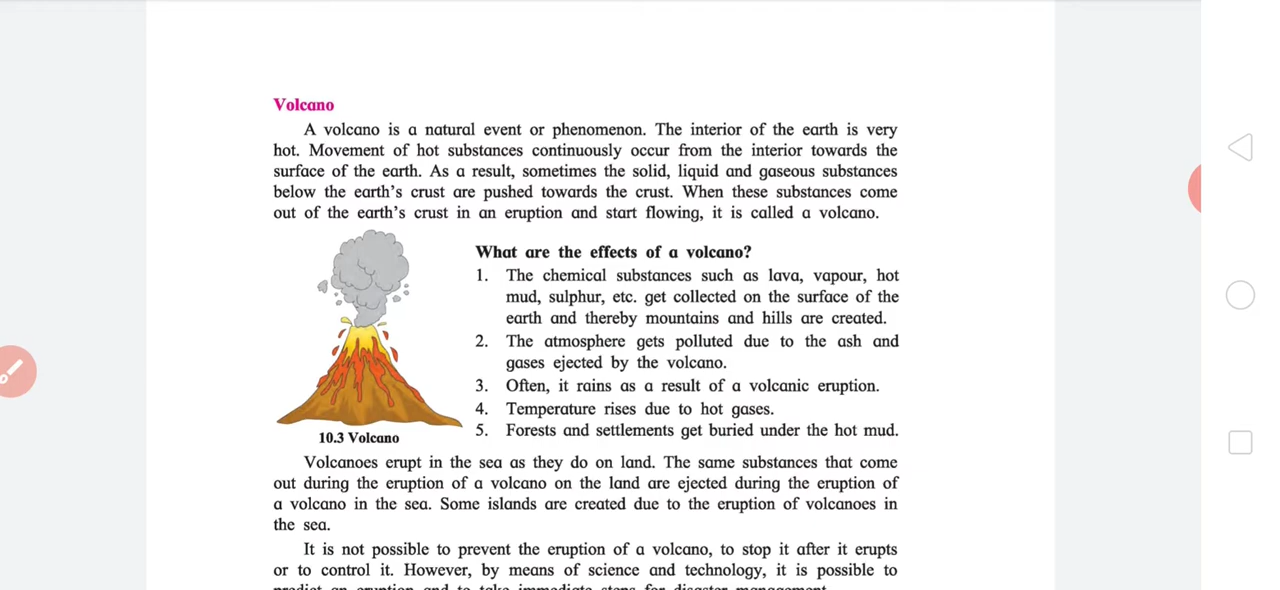 Volcano
A volcano is a natural event or phenomenon. The interior of the earth is very
hot. Movement of hot substances continuously occur from the interior towards the
surface of the earth. As a result, sometimes the solid, liquid and gaseous substances
below the earth's crust are pushed towards the crust. When these substances come
out of the earth's crust in an eruption and start flowing, it is called a volcano.
What are the effects of a volcano?
1. The chemical substances such as lava, vapour, hot
mud, sulphur, etc. get collected on the surface of the
earth and thereby mountains and hills are created.
2. The atmosphere gets polluted due to the ash and
gases ejected by the volcano.
3. Often, it rains as a result of a volcanic eruption.
4. Temperature rises due to hot gases.
5. Forests and settlements get buried under the hot mud.
10.3 Volcano
Volcanoes erupt in the sea as they do on land. The same substances that come
out during the eruption of a volcano on the land are ejected during the eruption of
a volcano in the sea. Some islands are created due to the eruption of volcanoes in
the sea.
It is not possible to prevent the eruption of a volcano, to stop it after it erupts
or to control it. However, by means of science and technology, it is possible to
predict an eruption and to take immediate steps for disaster management.